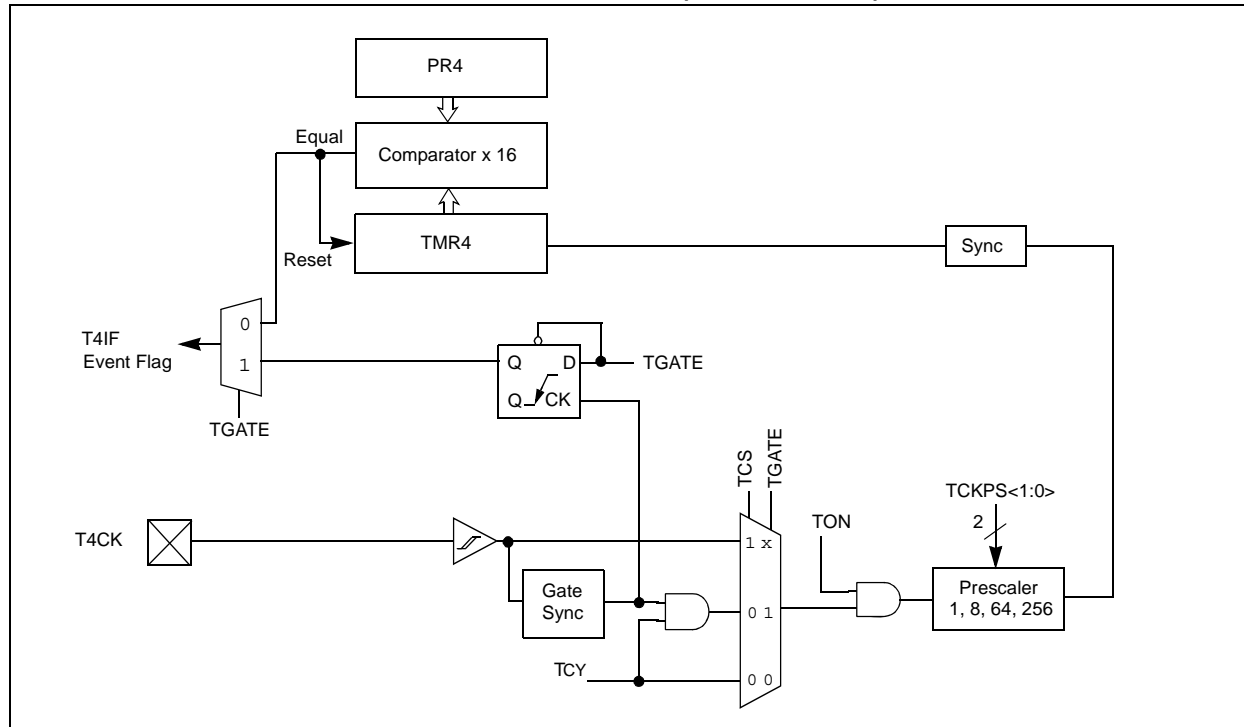 PR4
Equal
Comparator x 16
TMR4
Reset
Sync
0
T4IF
Event Flag
1
Q
D
TGATE
Q
CK
TGATE
TCS
TGATE
TCKPS<1:0>
2
TON
T4CK
1 x
Prescaler
1, 8, 64, 256
Gate
Sync
0 1
TCY
0 0